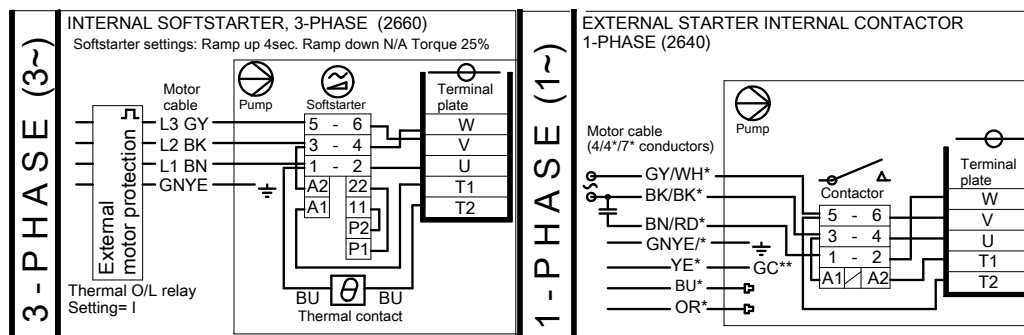 3 - PHASE (3~)
INTERNAL SOFTSTARTER, 3-PHASE (2660)
Softstarter settings: Ramp up 4sec. Ramp down N/A Torque 25%
Motor
cable
Pump
Softstarter
Terminal
plate
External
motor protection
L3 GY
L2 BK
L1 BN
GNYE
5 - 6
3 - 4
1 - 2
A2 22
A1 11
P2
P1
W
V
U
T1
T2
Thermal O/L relay
Setting= I
BU θ BU
Thermal contact
1 - PHASE (1~)
EXTERNAL STARTER INTERNAL CONTACTOR
1-PHASE (2640)
Pump
Motor cable
(4/4*/7* conductors)
GY/WH*
BK/BK*
BN/RD*
GNYE/*
YE* GC**
BU*
OR*
Contactor
5 - 6
3 - 4
1 - 2
A1 A2
Terminal
plate
W
V
U
T1
T2